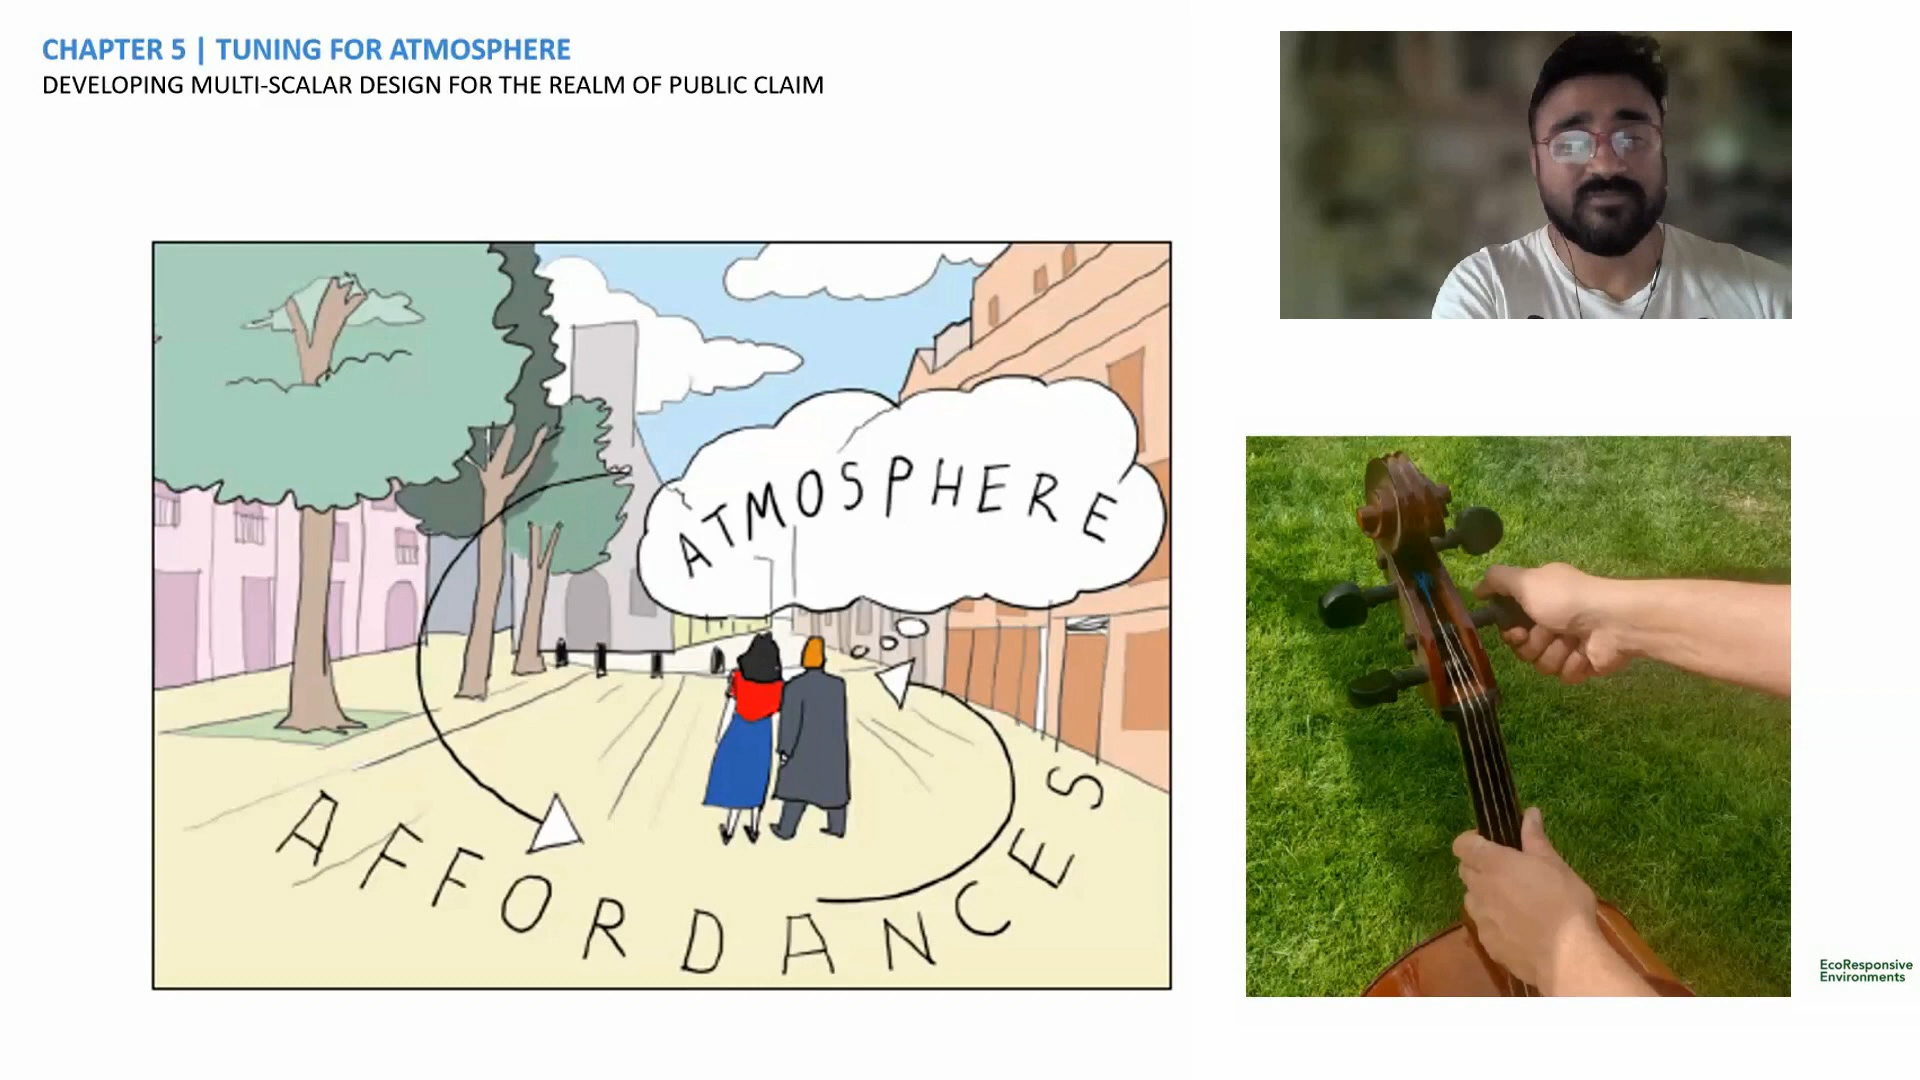 CHAPTER 5 | TUNING FOR ATMOSPHERE
DEVELOPING MULTI-SCALAR DESIGN FOR THE REALM OF PUBLIC CLAIM
ATMOSPHERE
AFFORDANCES
EcoResponsive
Environments